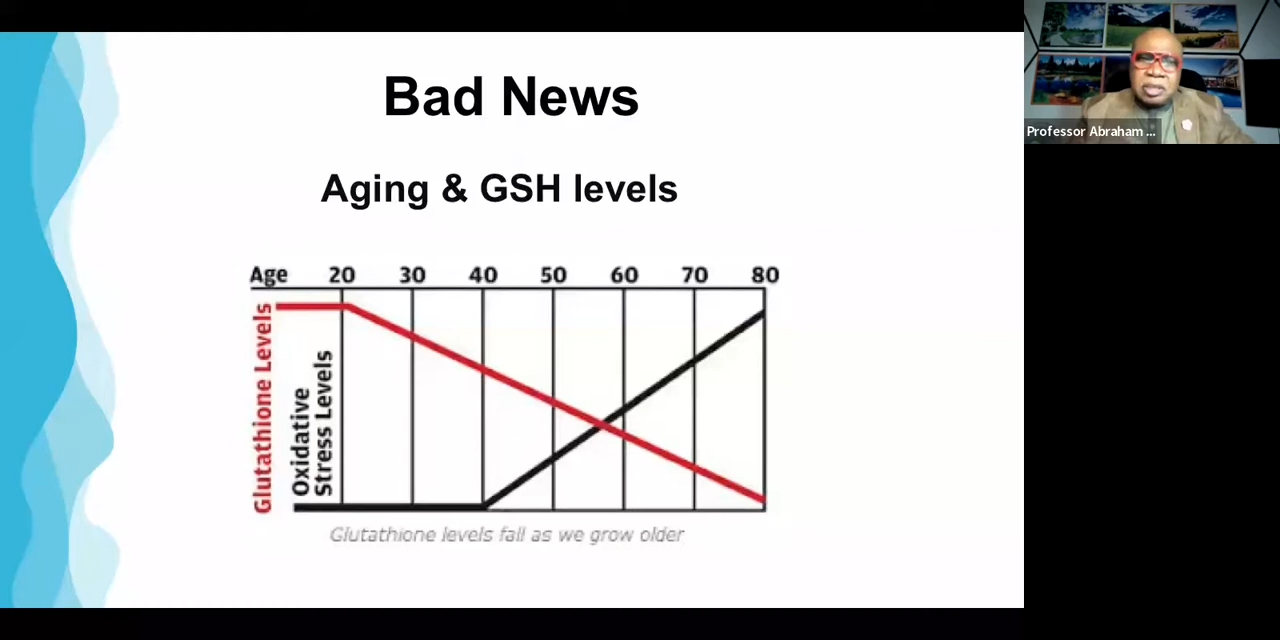 Bad News
Professor Abraham ...
Aging & GSH levels
Age 20 30 40 50 60 70 80
Glutathione Levels
Oxidative
Stress Levels
Glutathione levels fall as we grow older